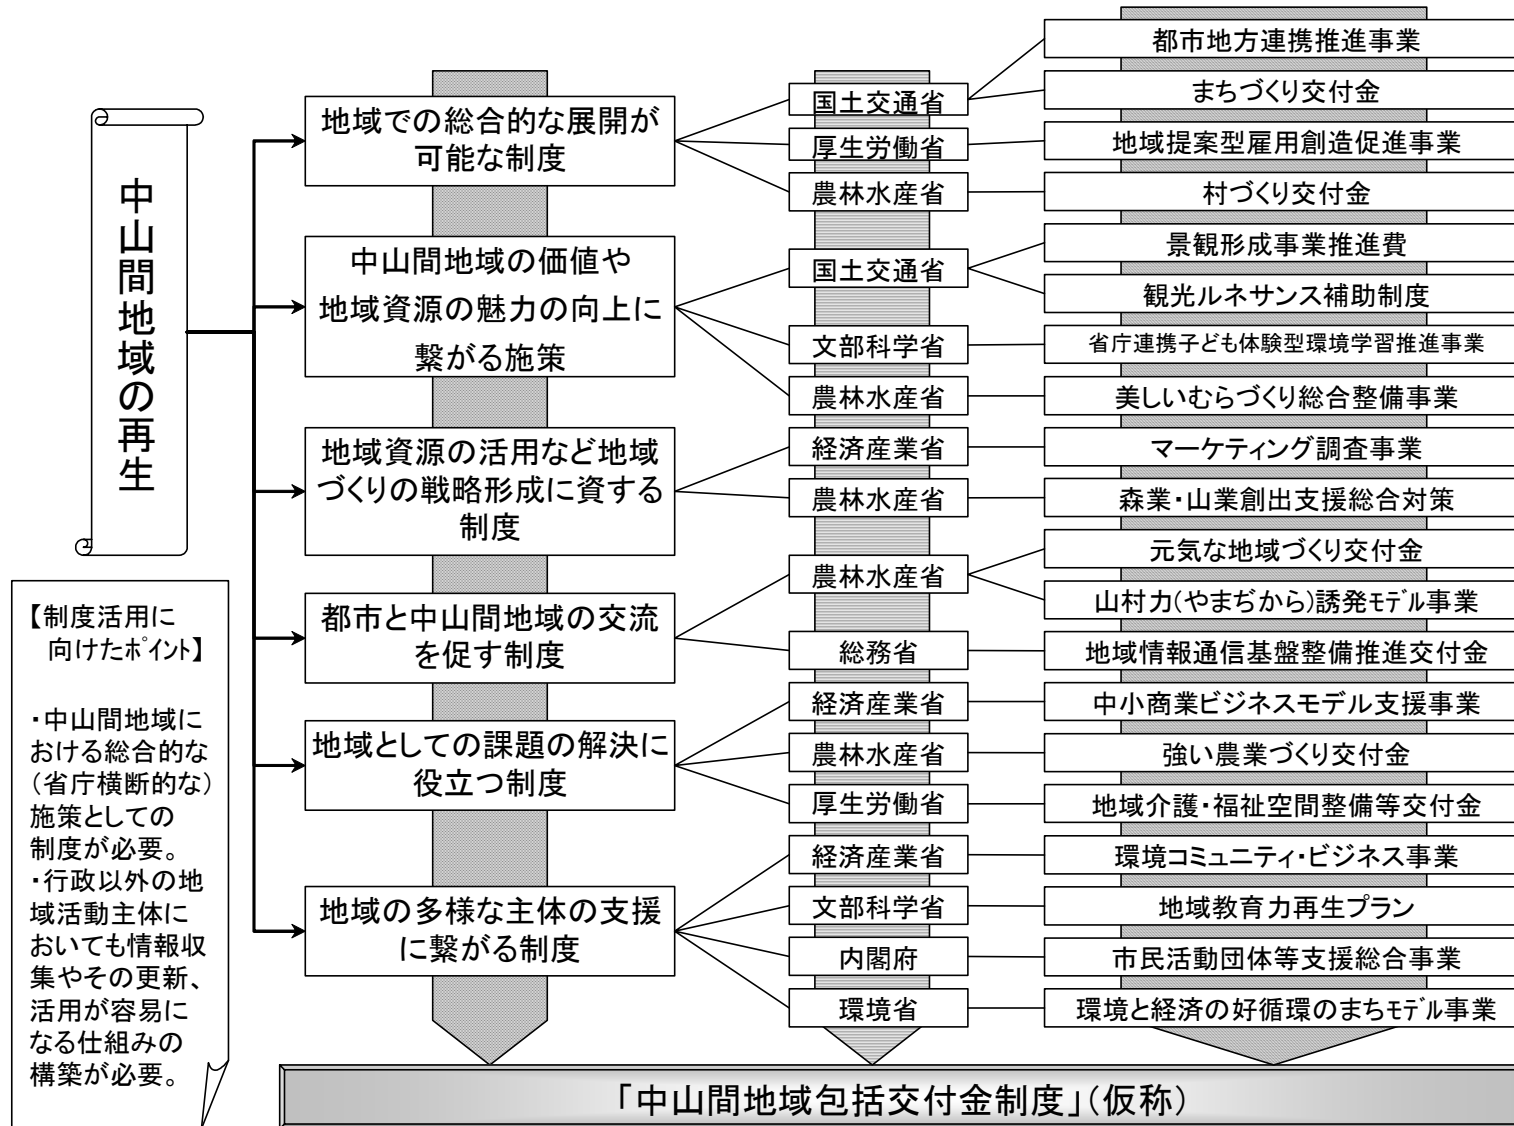 中山間地域の再生
【制度活用に
向けたﾎﾟｲﾝﾄ】
・中山間地域に
おける総合的な
（省庁横断的な）
施策としての
制度が必要。
・行政以外の地
域活動主体に
おいても情報収
集やその更新、
活用が容易に
なる仕組みの
構築が必要。
地域での総合的な展開が
可能な制度
国土交通省
都市地方連携推進事業
まちづくり交付金
厚生労働省
地域提案型雇用創造促進事業
農林水産省
村づくり交付金
中山間地域の価値や
地域資源の魅力の向上に
繋がる施策
国土交通省
景観形成事業推進費
観光ルネサンス補助制度
文部科学省
省庁連携子ども体験型環境学習推進事業
農林水産省
美しいむらづくり総合整備事業
地域資源の活用など地域
づくりの戦略形成に資する
制度
経済産業省
マーケティング調査事業
農林水産省
森業・山業創出支援総合対策
都市と中山間地域の交流
を促す制度
農林水産省
元気な地域づくり交付金
山村力(やまぢから)誘発ﾓﾃﾞﾙ事業
総務省
地域情報通信基盤整備推進交付金
地域としての課題の解決に
役立つ制度
経済産業省
中小商業ビジネスモデル支援事業
農林水産省
強い農業づくり交付金
厚生労働省
地域介護・福祉空間整備等交付金
地域の多様な主体の支援
に繋がる制度
経済産業省
環境コミュニティ・ビジネス事業
文部科学省
地域教育力再生プラン
内閣府
市民活動団体等支援総合事業
環境省
環境と経済の好循環のまちﾓﾃﾞﾙ事業
「中山間地域包括交付金制度」（仮称）